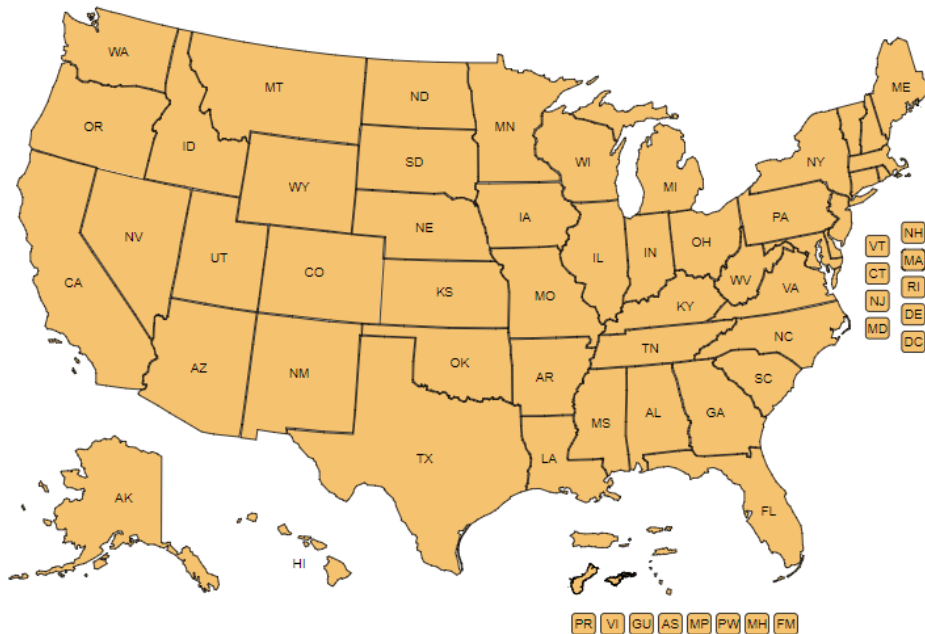 WA
MT
ME
ND
OR
MN
ID
WI
NY
SD
MI
WY
PA
IA
NE
NH
NV
OH
VT
UT
IL
IN
MA
CO
WV
CT
CA
KS
MO
VA
RI
NJ
KY
DE
MD
NC
DC
TN
OK
AZ
NM
AR
SC
GA
AL
MS
TX
LA
AK
FL
HI
PR VI GU AS MP PW MH FM